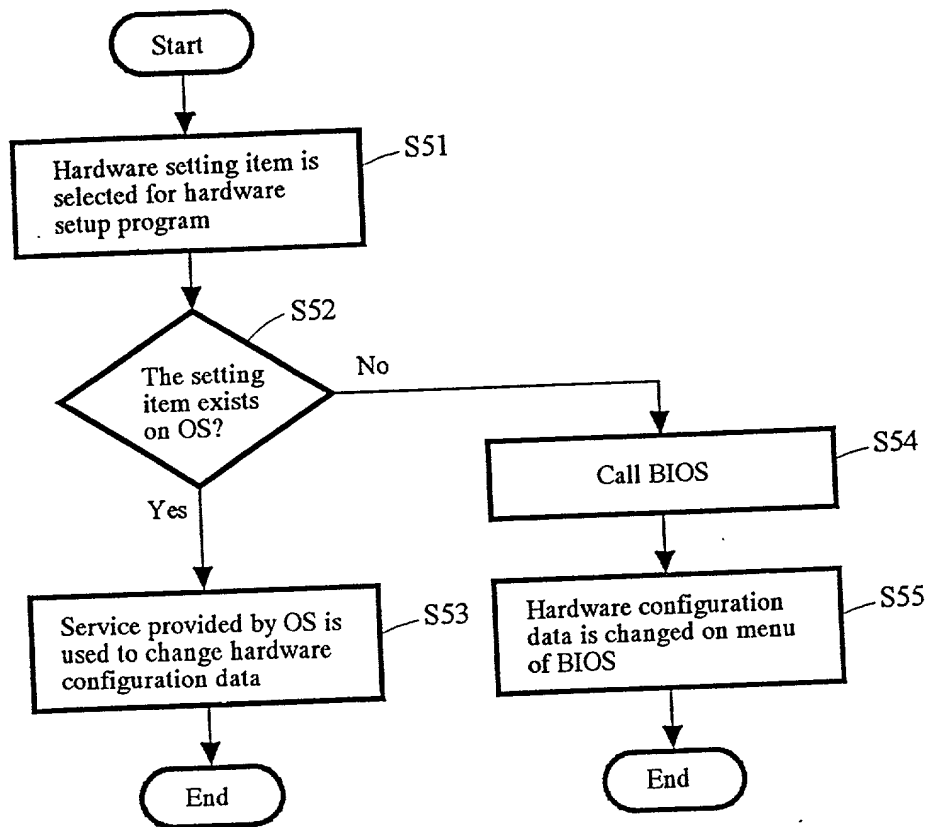 Start
S51
Hardware setting item is
selected for hardware
setup program
S52
The setting
item exists
on OS?
No
Yes
S54
Call BIOS
S53
Service provided by OS is
used to change hardware
configuration data
S55
Hardware configuration
data is changed on menu
of BIOS
End
End